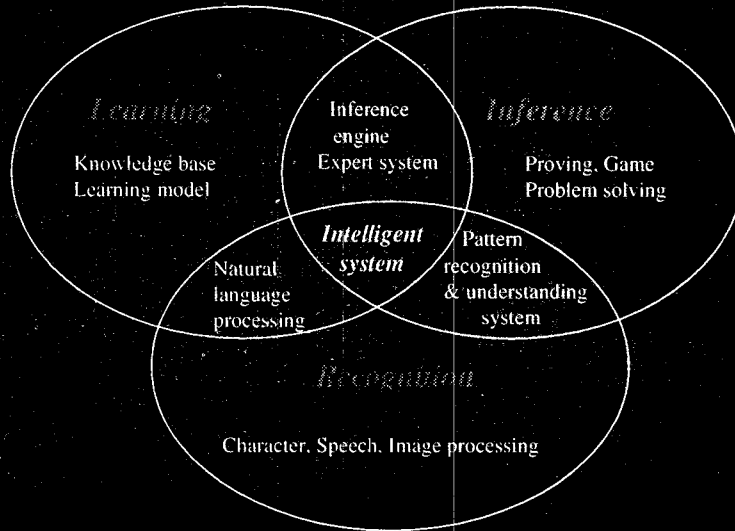 Learning
Knowledge base
Learning model
Inference
engine
Expert system
Inference
Proving, Game
Problem solving
Intelligent
system
Natural
language
processing
Pattern
recognition
& understanding
system
Recognition
Character, Speech, Image processing